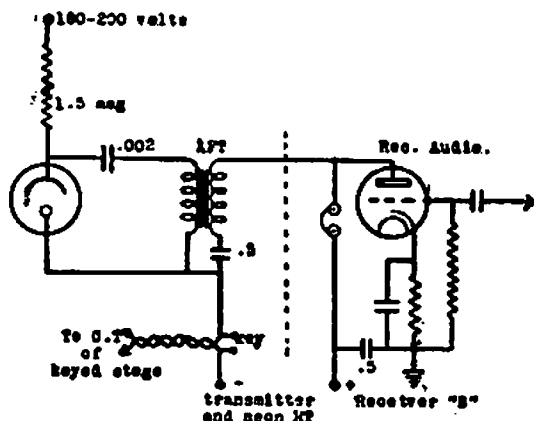 180-200 volts
1.5 meg
.002
AFT
Rec. Audio.
.5
To C.T.
of
keyed stage
key
-
transmitter
and neon HT
+
.5
Receiver "B"